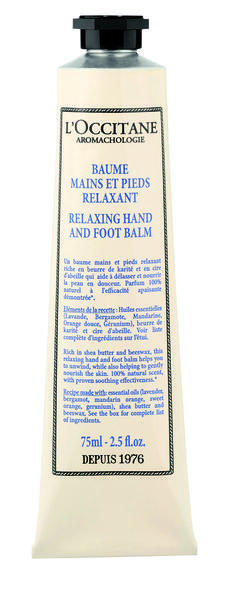 L'OCCITANE
AROMACHOLOGIE
BAUME
MAINS ET PIEDS
RELAXANT
RELAXING HAND
AND FOOT BALM
Un baume mains et pieds relaxant
riche en beurre de karité et en cire
d'abeille qui aide à délasser et nourrir
la peau en douceur. Parfum 100%
naturel à l'efficacité apaisante
démontrée*.
Eléments de la recette : Huiles essentielles
(Lavande, Bergamote, Mandarine,
Orange douce, Géranium), beurre de
karité et cire d'abeille. Voir liste
complète d'ingrédients sur l'étui.
Rich in shea butter and beeswax, this
relaxing hand and foot balm helps you
to unwind, while also helping to gently
nourish the skin. 100% natural scent,
with proven soothing effectiveness.*
Recipe made with: essential oils (lavender,
bergamot, mandarin orange, sweet
orange, geranium), shea butter and
beeswax. See the box for complete list
of ingredients.
75ml - 2.5 fl.oz.
DEPUIS 1976